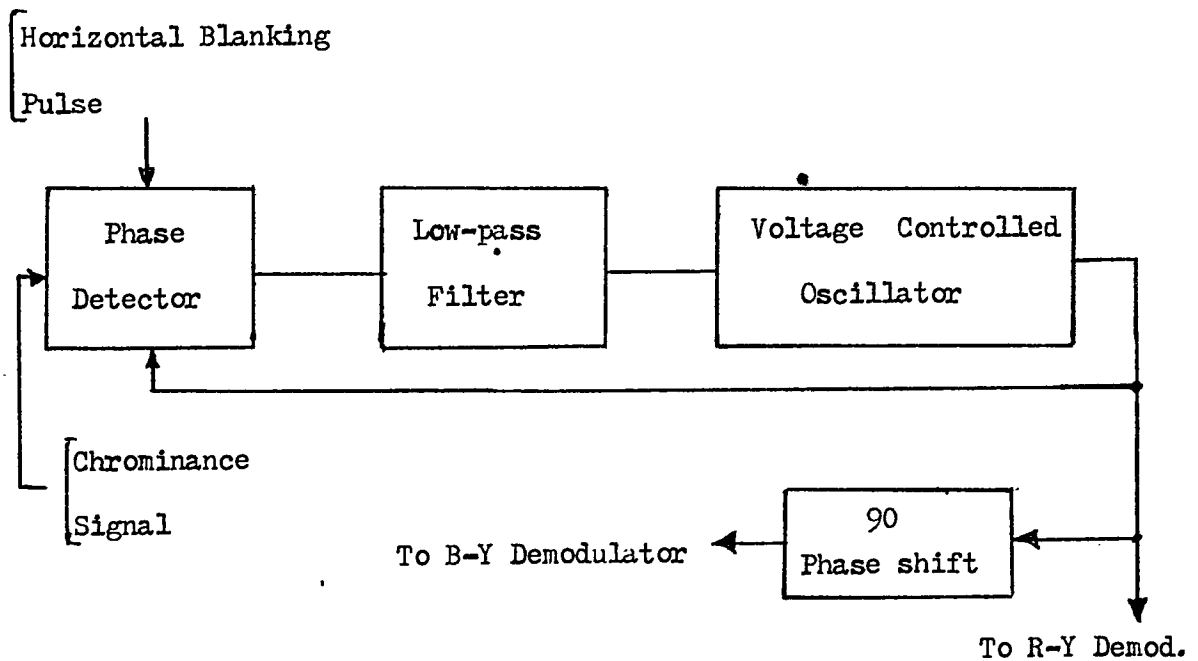 Horizontal Blanking
Pulse
Phase
Detector
Low-pass
Filter
Voltage Controlled
Oscillator
Chrominance
Signal
90
Phase shift
To B-Y Demodulator
To R-Y Demod.